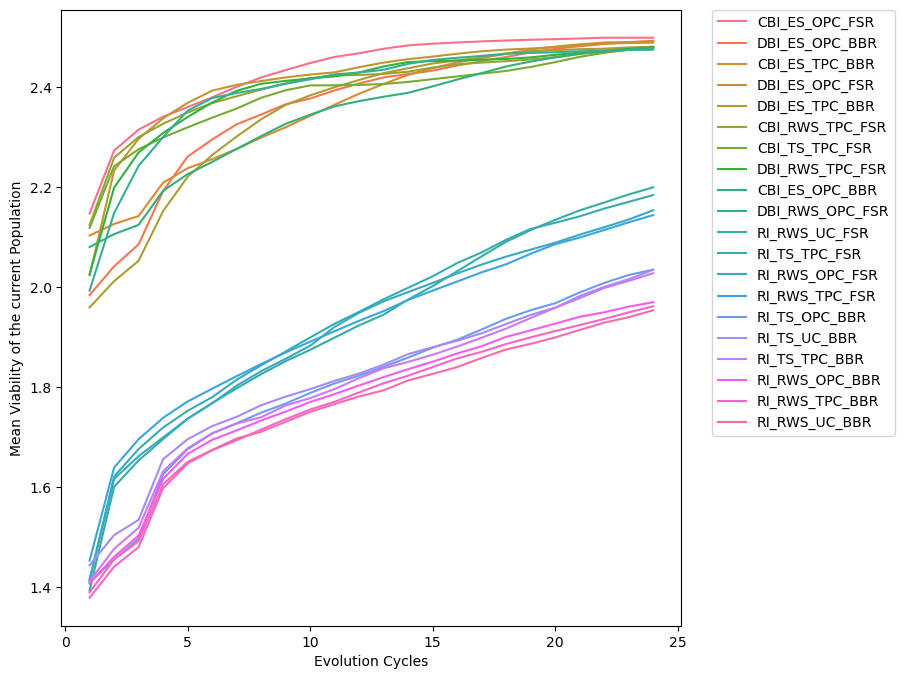 Mean Viability of the current Population
2.4
2.2
2.0
1.8
1.6
1.4
0
5
10
15
20
25
Evolution Cycles
CBI_ES_OPC_FSR
DBI_ES_OPC_BBR
CBI_ES_TPC_BBR
DBI_ES_OPC_FSR
DBI_ES_TPC_BBR
CBI_RWS_TPC_FSR
CBI_TS_TPC_FSR
DBI_RWS_TPC_FSR
CBI_ES_OPC_BBR
DBI_RWS_OPC_FSR
RI_RWS_UC_FSR
RI_TS_TPC_FSR
RI_RWS_OPC_FSR
RI_RWS_TPC_FSR
RI_TS_OPC_BBR
RI_TS_UC_BBR
RI_TS_TPC_BBR
RI_RWS_OPC_BBR
RI_RWS_TPC_BBR
RI_RWS_UC_BBR